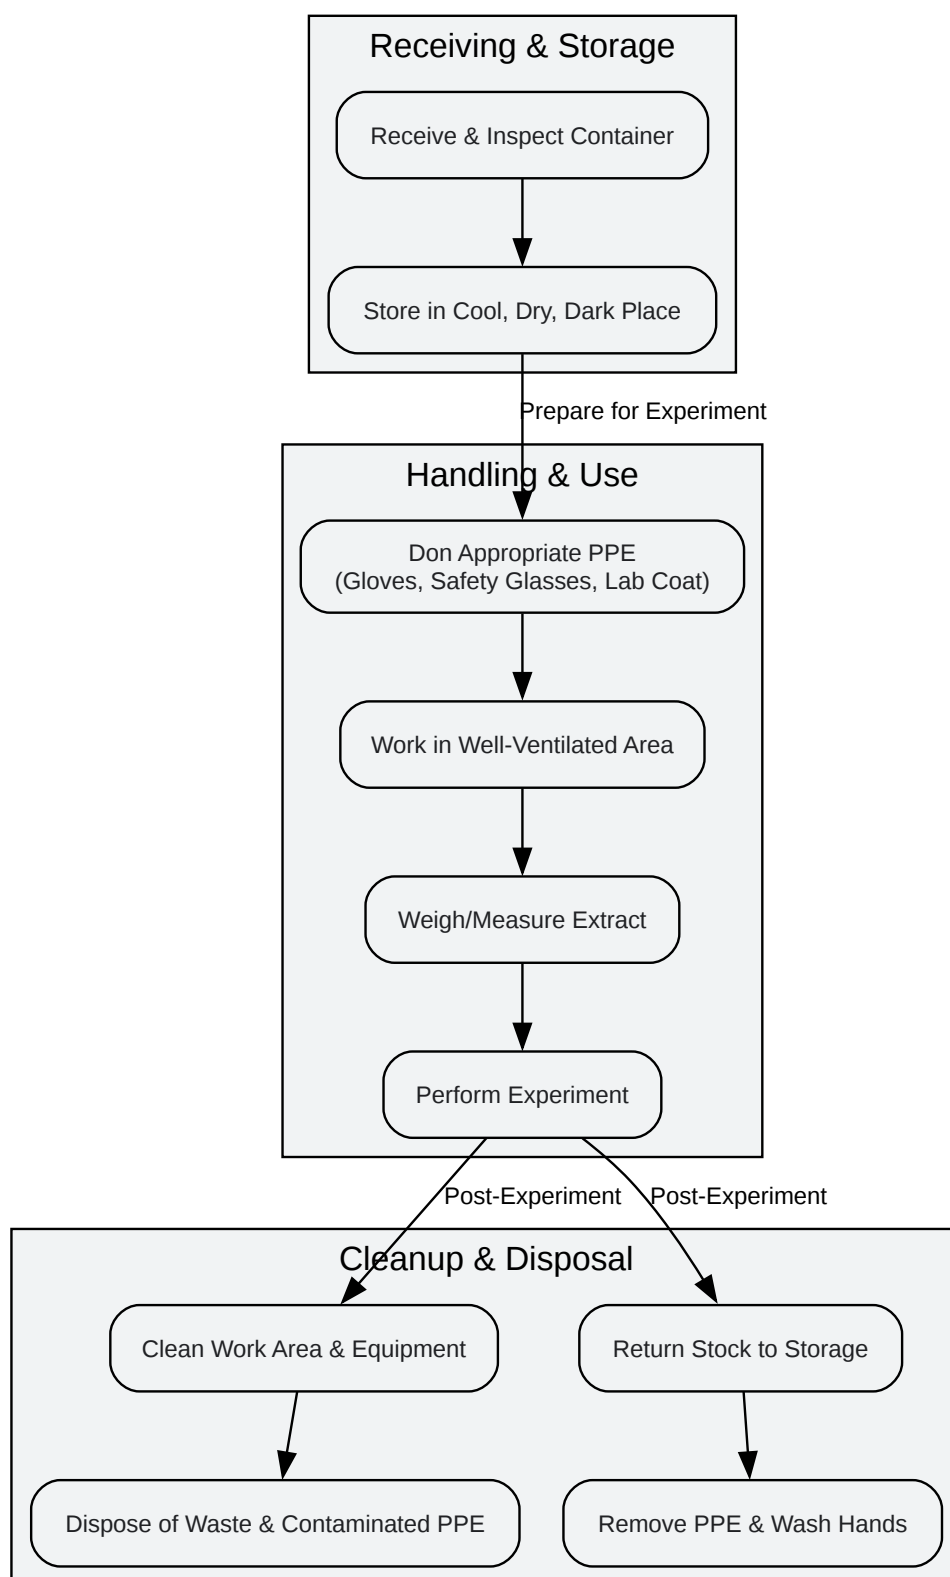 Receiving & Storage
Receive & Inspect Container
Store in Cool, Dry, Dark Place
Prepare for Experiment
Handling & Use
Don Appropriate PPE
(Gloves, Safety Glasses, Lab Coat)
Work in Well-Ventilated Area
Weigh/Measure Extract
Perform Experiment
Post-Experiment
Post-Experiment
Cleanup & Disposal
Clean Work Area & Equipment
Return Stock to Storage
Dispose of Waste & Contaminated PPE
Remove PPE & Wash Hands